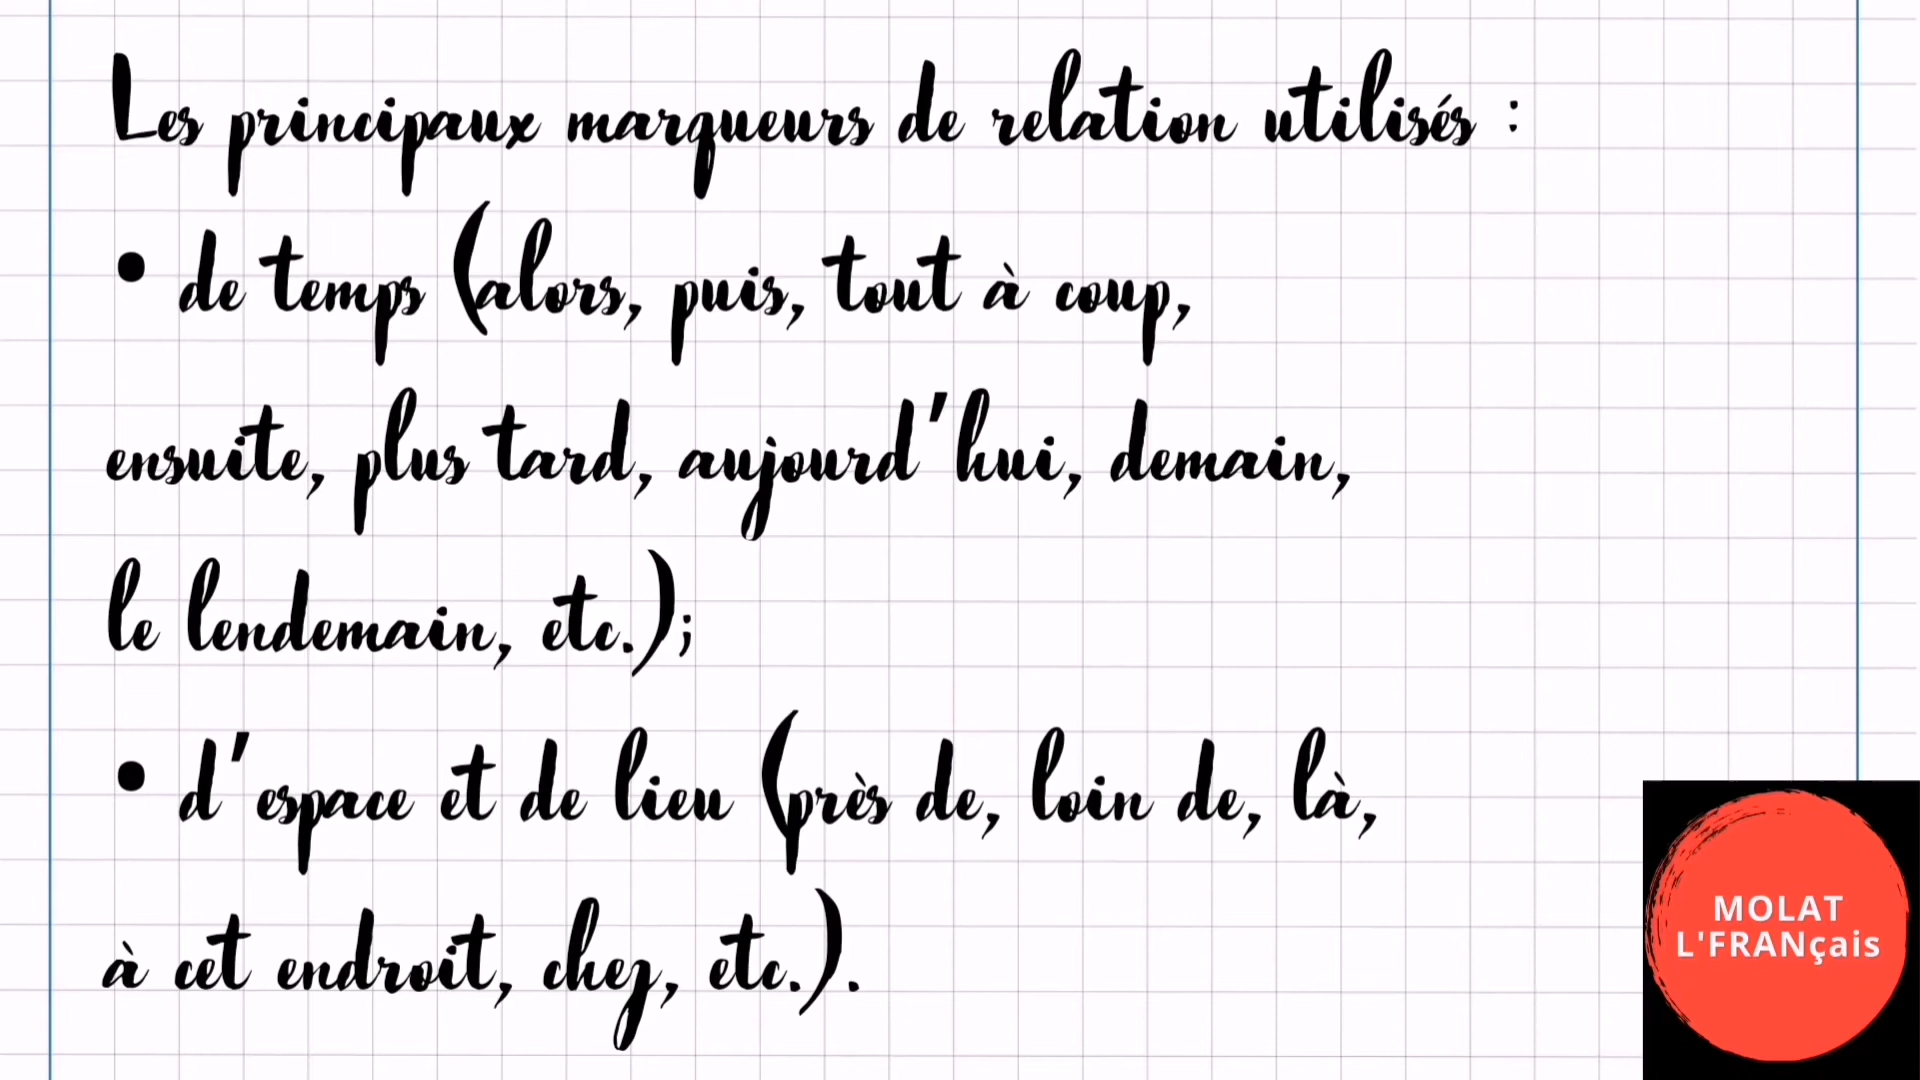 Les principaux marqueurs de relation utilisés :
• de temps (alors, puis, tout à coup,
ensuite, plus tard, aujourd'hui, demain,
le lendemain, etc.);
• d'espace et de lieu (près de, loin de, là,
à cet endroit, chez, etc.).
MOLAT
L'FRANçais